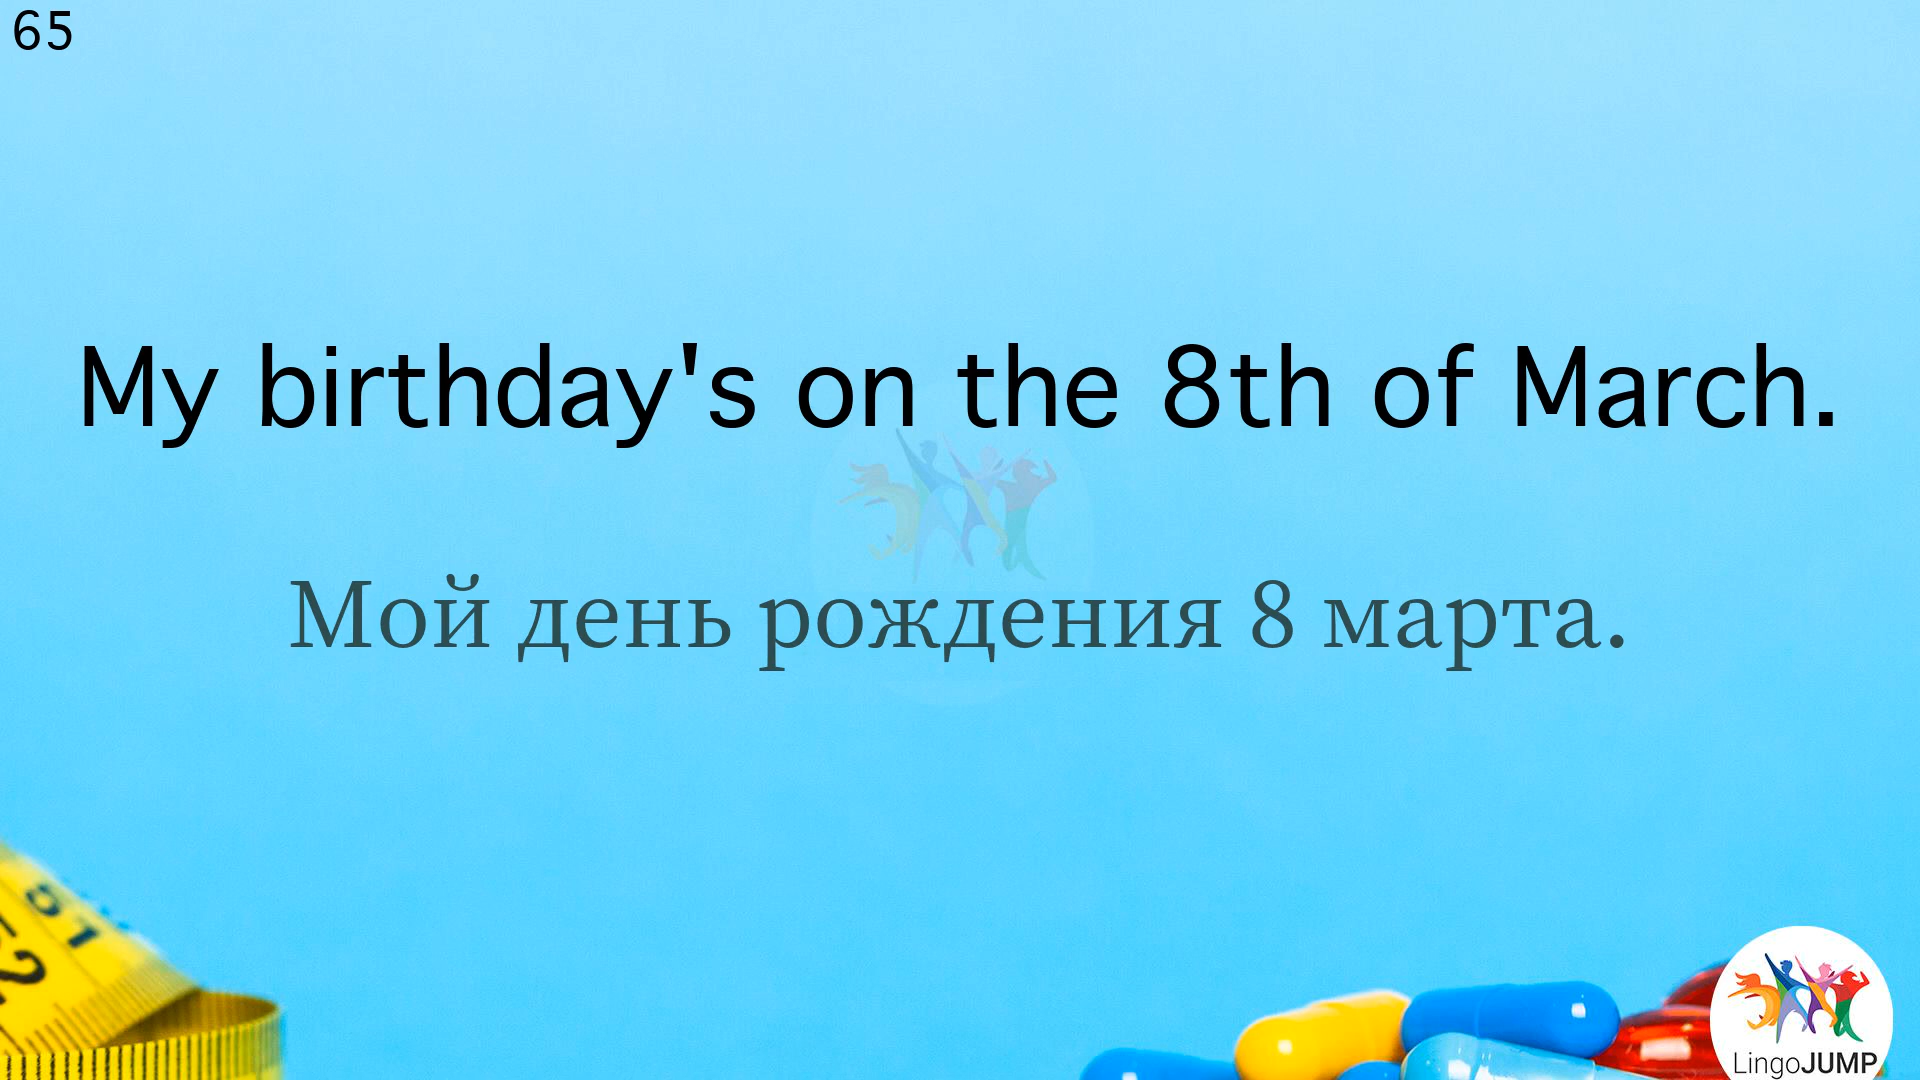 65
My birthday's on the 8th of March.
Мой день рождения 8 марта.
LingoJUMP